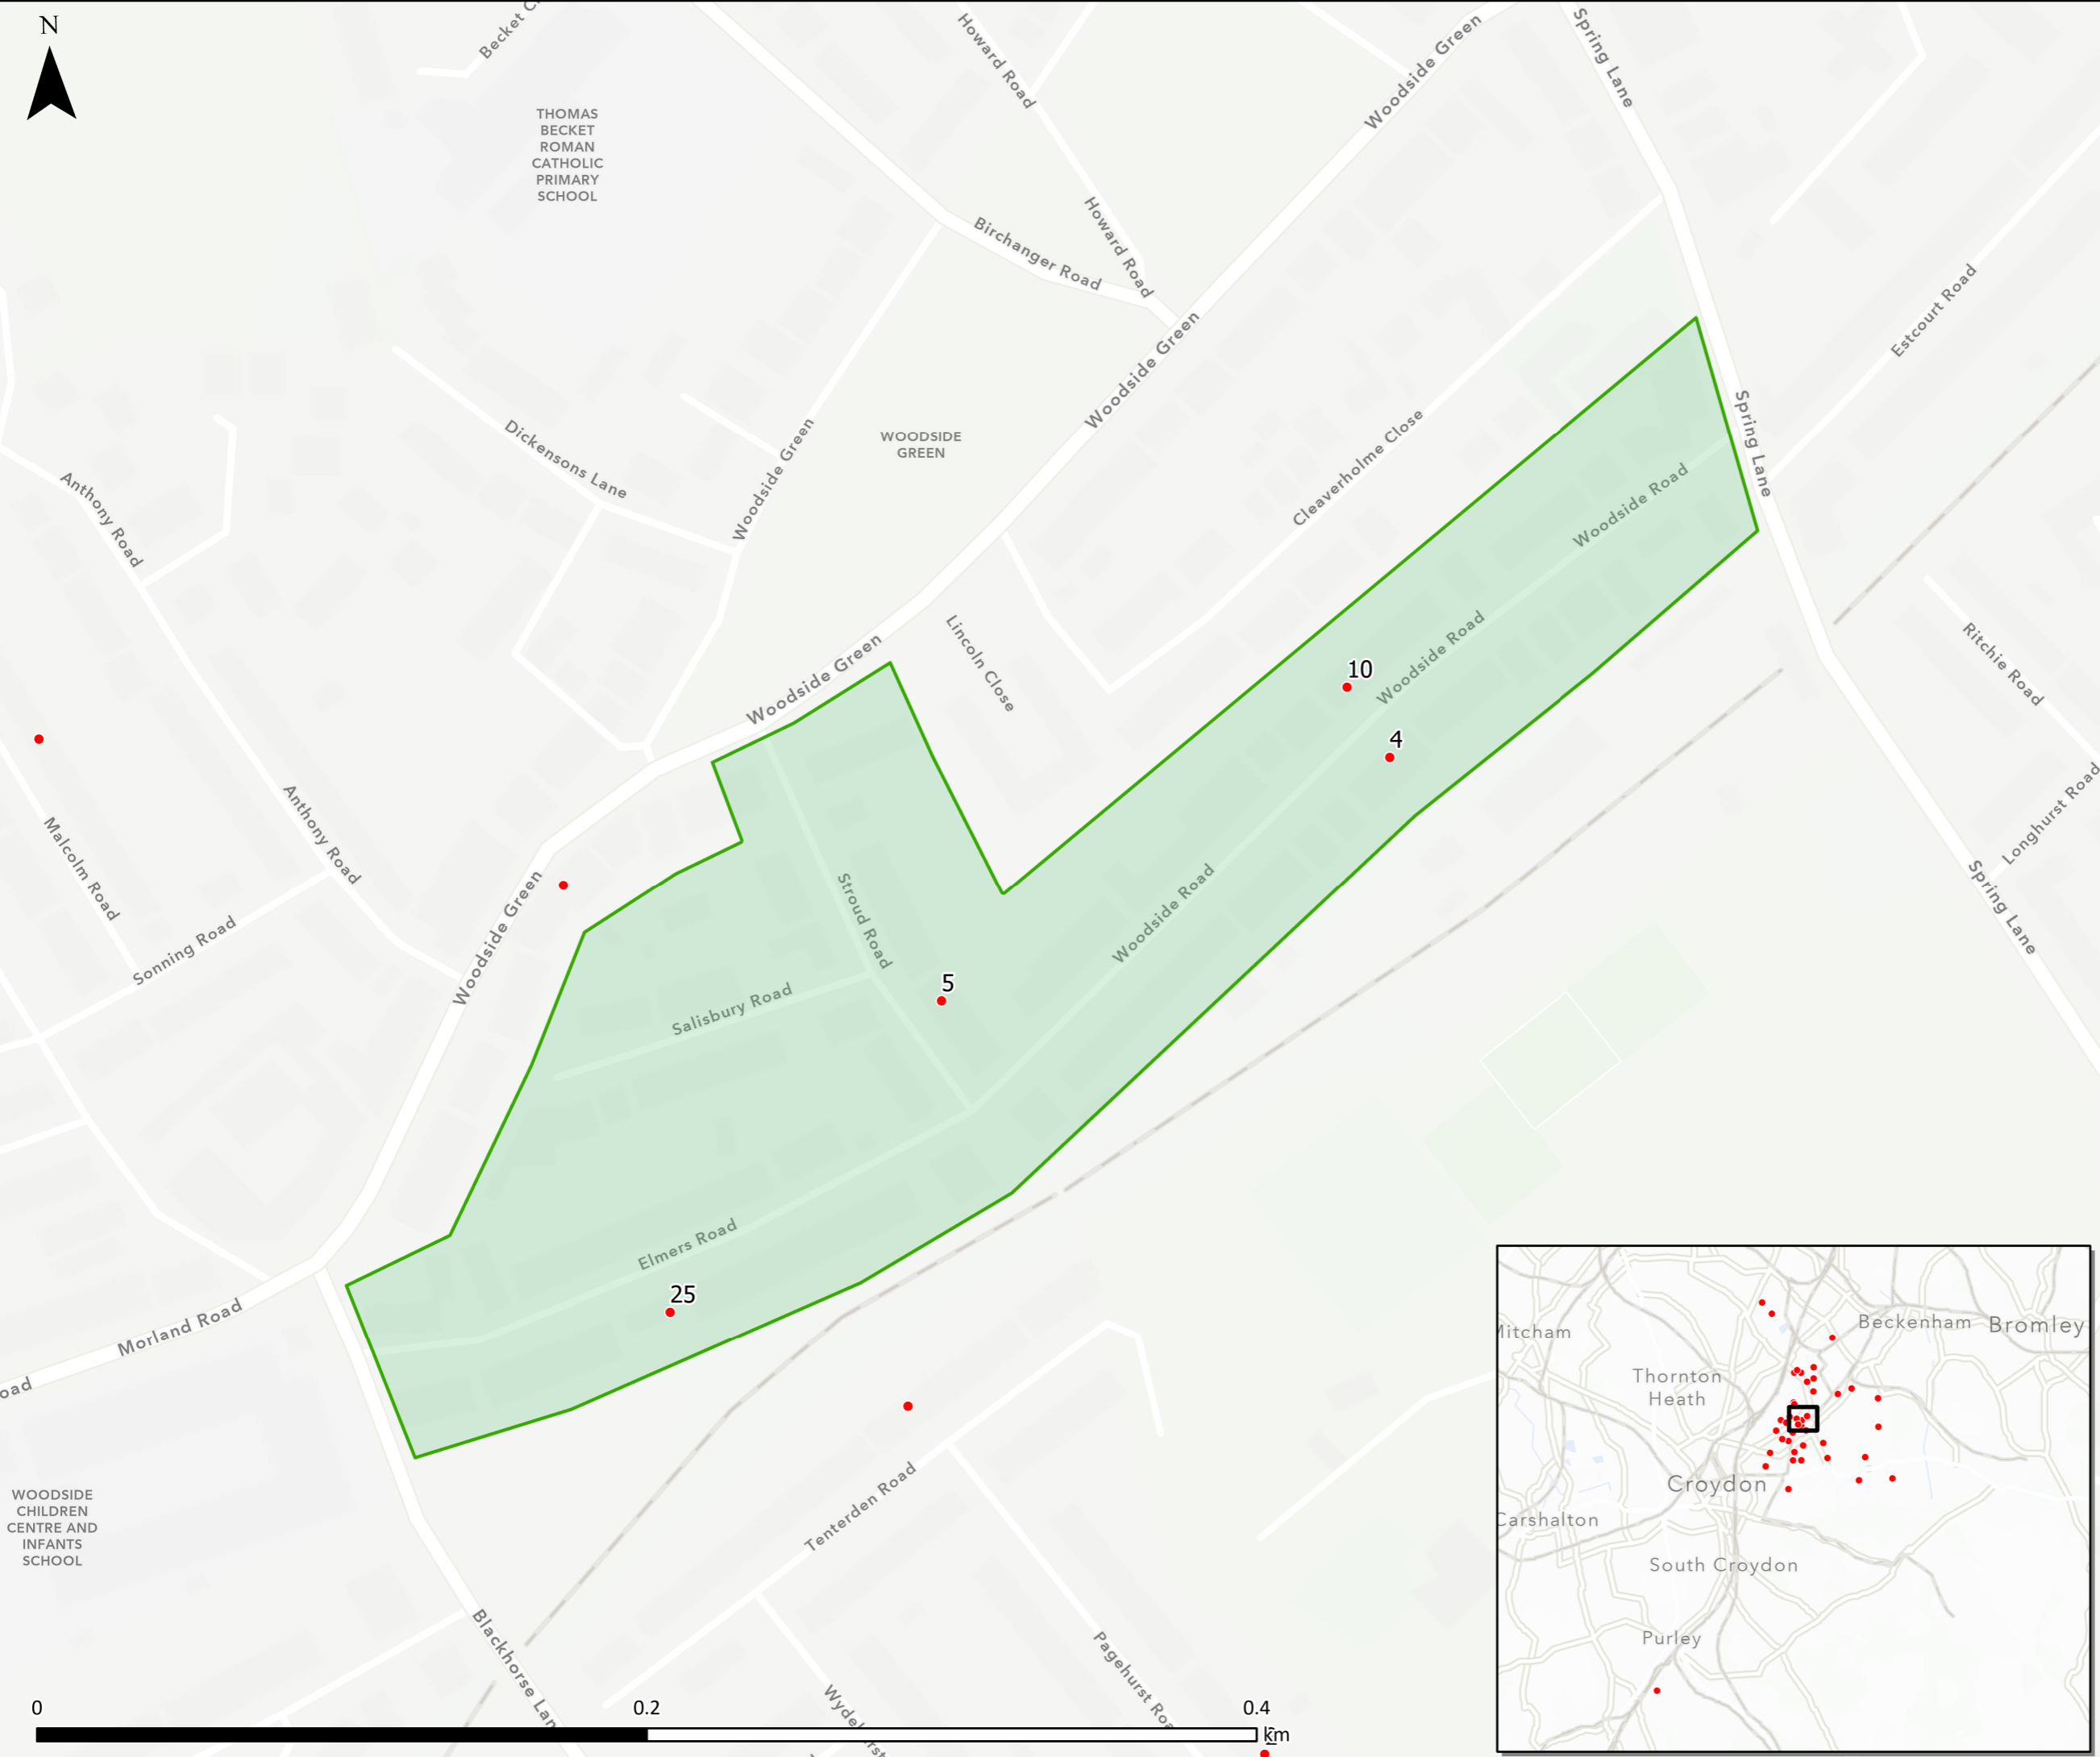 N
Becket C
Howard Road
Woodside Green
Spring Lane
THOMAS
BECKET
ROMAN
CATHOLIC
PRIMARY
SCHOOL
Howard Road
Birchanger Road
Woodside Green
Estcourt Road
Spring Lane
Dickensons Lane
Woodside Green
WOODSIDE
GREEN
Cleaverholme Close
Woodside Road
Anthony Road
Lincoln Close
Woodside Green
Woodside Road
Ritchie Road
10
4
Anthony Road
Malcolm Road
Sonning Road
Woodside Green
Stroud Road
Woodside Road
Longhurst Road
Spring Lane
5
Salisbury Road
Elmers Road
25
Morland Road
oad
Tenterden Road
WOODSIDE
CHILDREN
CENTRE AND
INFANTS
SCHOOL
Blackhorse Lan
Pagehurst Roa
0
0.2
0.4
km
Mitcham
Beckenham
Bromley
Thornton
Heath
Croydon
Carshalton
South Croydon
Purley